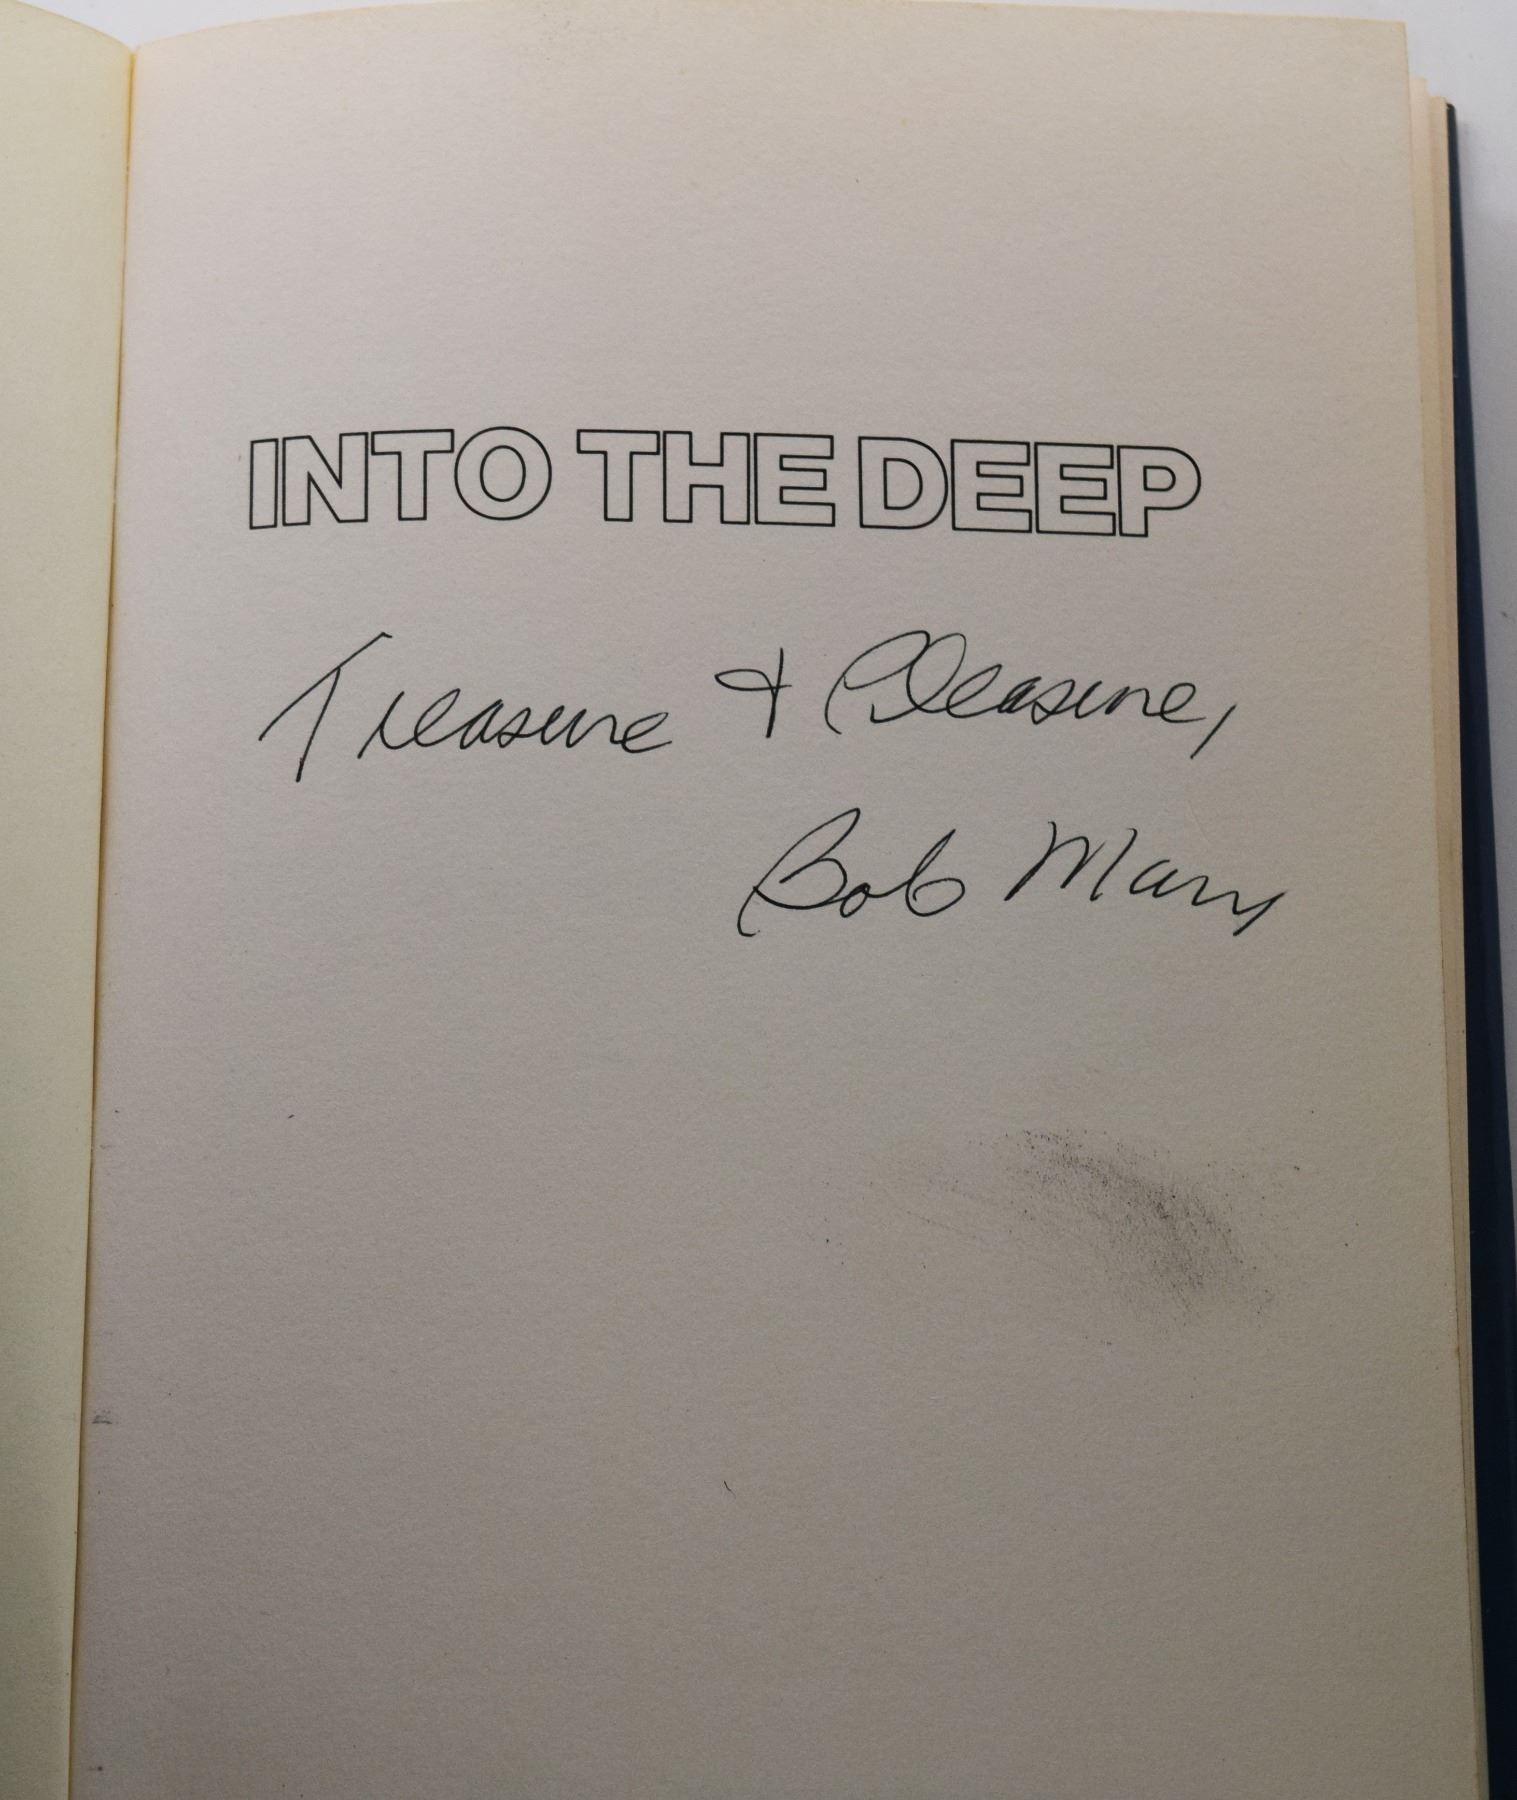 INTO THE DEEP
Treasure & Pleasure,
Bob Marx